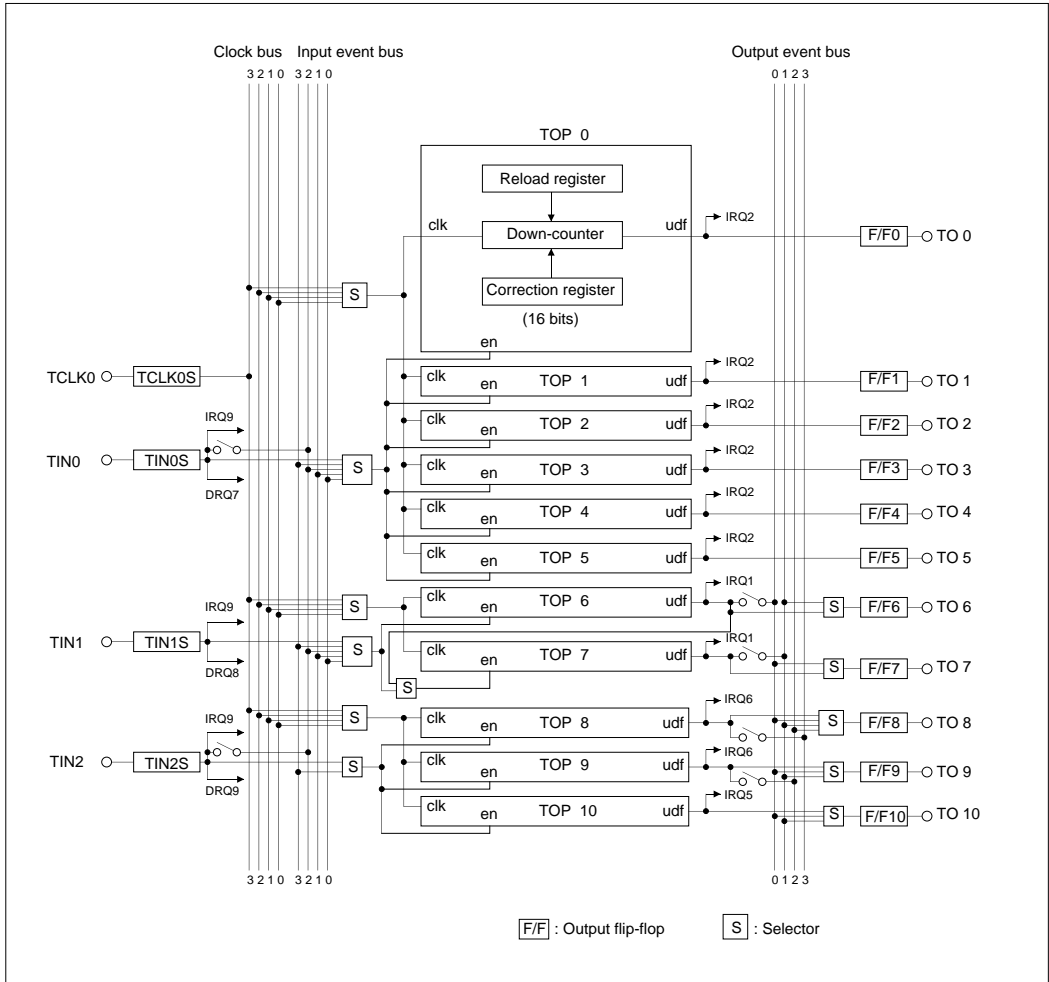 Clock bus Input event bus Output event bus
3 2 1 0 3 2 1 0 0 1 2 3
TOP 0
Reload register
clk Down-counter udf IRQ2 F/F0 TO 0
Correction register
S
(16 bits)
en
TCLK0 TCLK0S clk en TOP 1 udf IRQ2 F/F1 TO 1
IRQ9 clk en TOP 2 udf IRQ2 F/F2 TO 2
TIN0 TIN0S S clk en TOP 3 udf IRQ2 F/F3 TO 3
DRQ7
clk en TOP 4 udf IRQ2 F/F4 TO 4
clk en TOP 5 udf IRQ2 F/F5 TO 5
IRQ9 S clk en TOP 6 udf IRQ1 S F/F6 TO 6
TIN1 TIN1S S clk en TOP 7 udf IRQ1 S F/F7 TO 7
DRQ8 S
IRQ9 S clk en TOP 8 udf IRQ6 S F/F8 TO 8
TIN2 TIN2S S clk en TOP 9 udf IRQ6 S F/F9 TO 9
DRQ9
clk en TOP 10 udf IRQ5 S F/F10 TO 10
3 2 1 0 3 2 1 0 0 1 2 3
F/F : Output flip-flop S : Selector